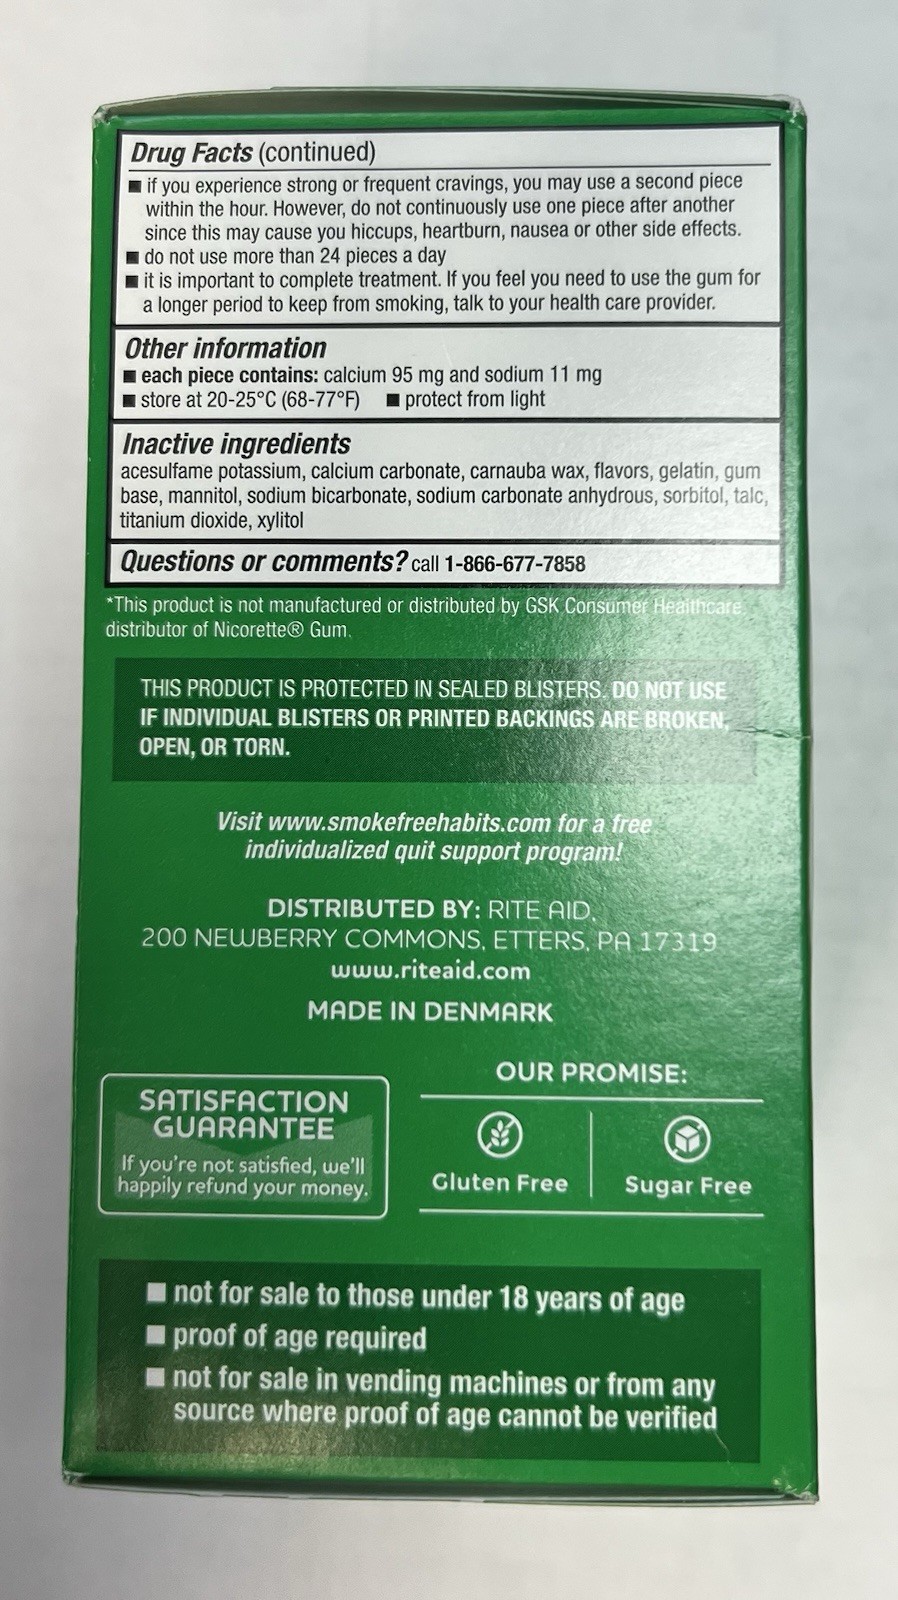 Drug Facts (continued)
■ if you experience strong or frequent cravings, you may use a second piece
within the hour. However, do not continuously use one piece after another
since this may cause you hiccups, heartburn, nausea or other side effects.
■ do not use more than 24 pieces a day
■ it is important to complete treatment. If you feel you need to use the gum for
a longer period to keep from smoking, talk to your health care provider.
Other information
■ each piece contains: calcium 95 mg and sodium 11 mg
■ store at 20-25°C (68-77°F) ■ protect from light
Inactive ingredients
acesulfame potassium, calcium carbonate, carnauba wax, flavors, gelatin, gum
base, mannitol, sodium bicarbonate, sodium carbonate anhydrous, sorbitol, talc,
titanium dioxide, xylitol
Questions or comments? call 1-866-677-7858
*This product is not manufactured or distributed by GSK Consumer Healthcare,
distributor of Nicorette® Gum.
THIS PRODUCT IS PROTECTED IN SEALED BLISTERS. DO NOT USE
IF INDIVIDUAL BLISTERS OR PRINTED BACKINGS ARE BROKEN,
OPEN, OR TORN.
Visit www.smokefreehabits.com for a free
individualized quit support program!
DISTRIBUTED BY: RITE AID,
200 NEWBERRY COMMONS, ETTERS, PA 17319
www.riteaid.com
MADE IN DENMARK
SATISFACTION
GUARANTEE
If you're not satisfied, we'll
happily refund your money.
OUR PROMISE:
Gluten Free
Sugar Free
■ not for sale to those under 18 years of age
■ proof of age required
■ not for sale in vending machines or from any
source where proof of age cannot be verified